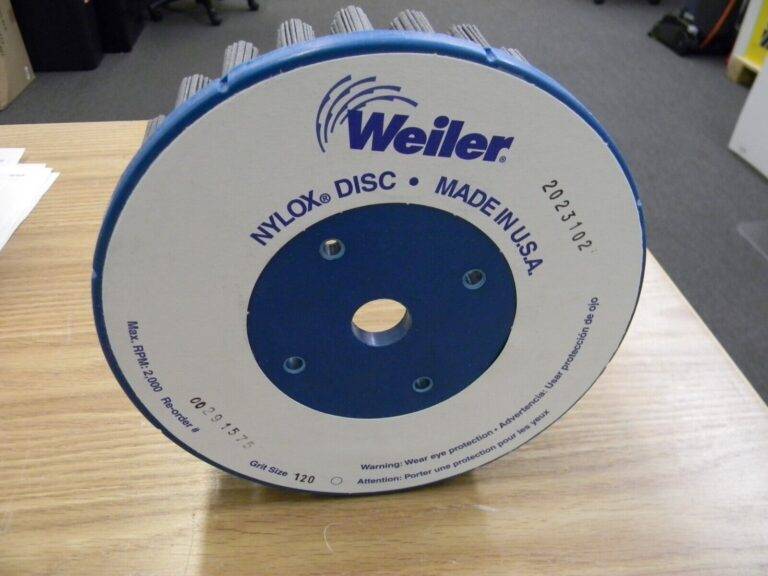 Weiler®
NYLOX® DISC • MADE IN U.S.A.
2023102
Max. RPM: 2,000 Re-order #
00291575
Grit Size 120
Warning: Wear eye protection • Advertencia: Usar protección de ojo
Attention: Porter une protection pour les yeux